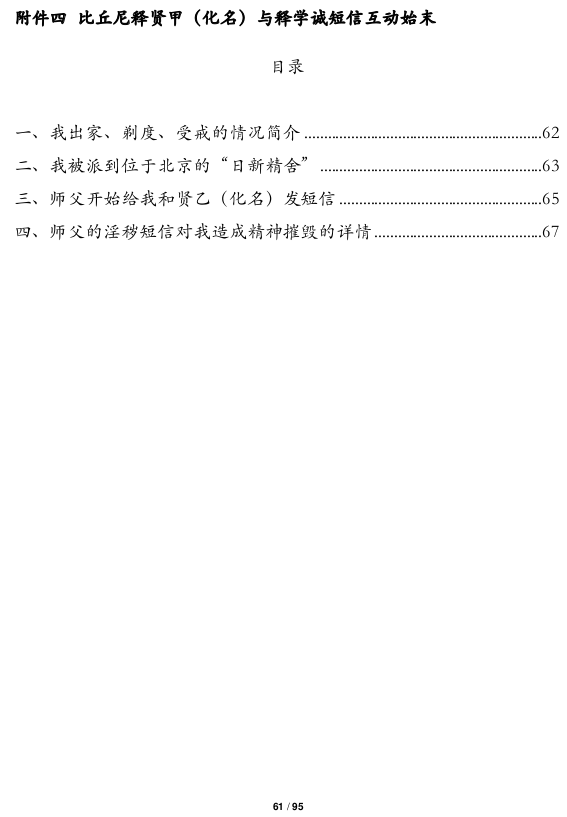 附件四 比丘尼释贤甲（化名）与释学诚短信互动始末
目录
一、我出家、剃度、受戒的情况简介........................................................62
二、我被派到位于北京的“日新精舍” ........................................................63
三、师父开始给我和贤乙（化名）发短信 ................................................65
四、师父的淫秽短信对我造成精神摧毁的详情.......................................67
61 / 95